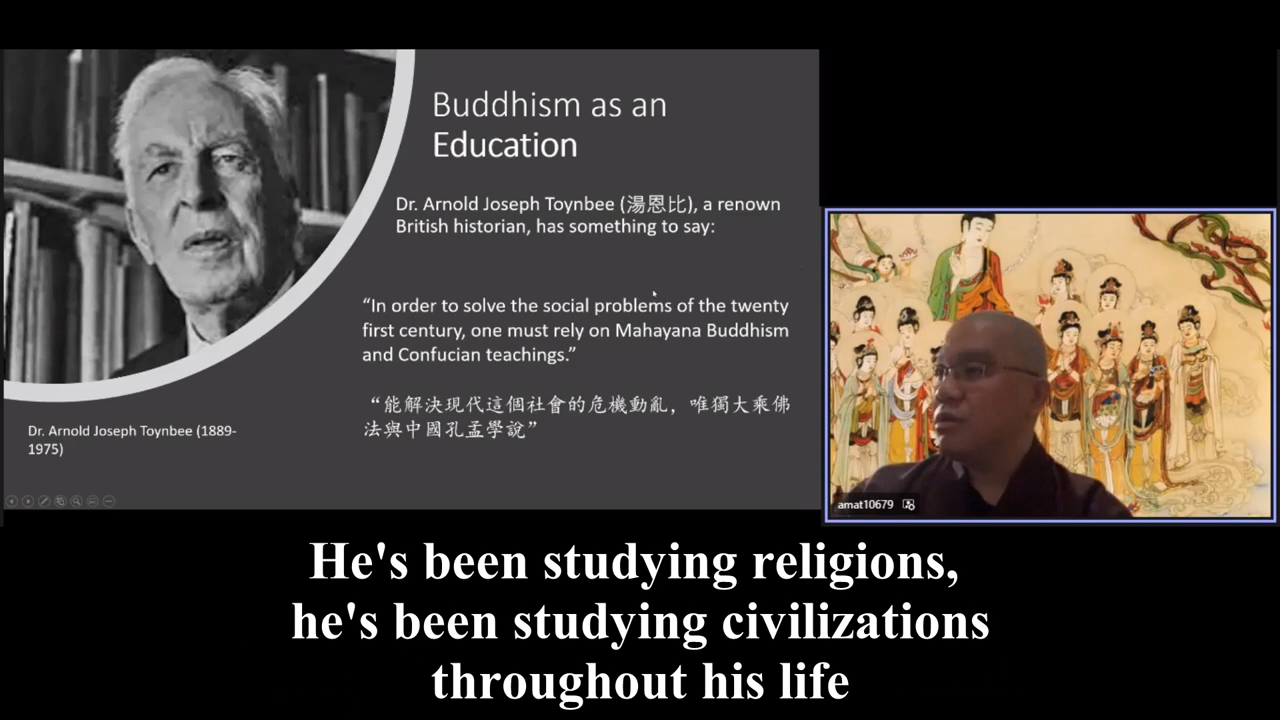 Buddhism as an
Education
Dr. Arnold Joseph Toynbee (湯恩比), a renown
British historian, has something to say:
“In order to solve the social problems of the twenty
first century, one must rely on Mahayana Buddhism
and Confucian teachings.”
“能解決現代這個社會的危機動亂，唯獨大乘佛
法與中國孔孟學說”
Dr. Arnold Joseph Toynbee (1889-
1975)
amat10679
He's been studying religions,
he's been studying civilizations
throughout his life